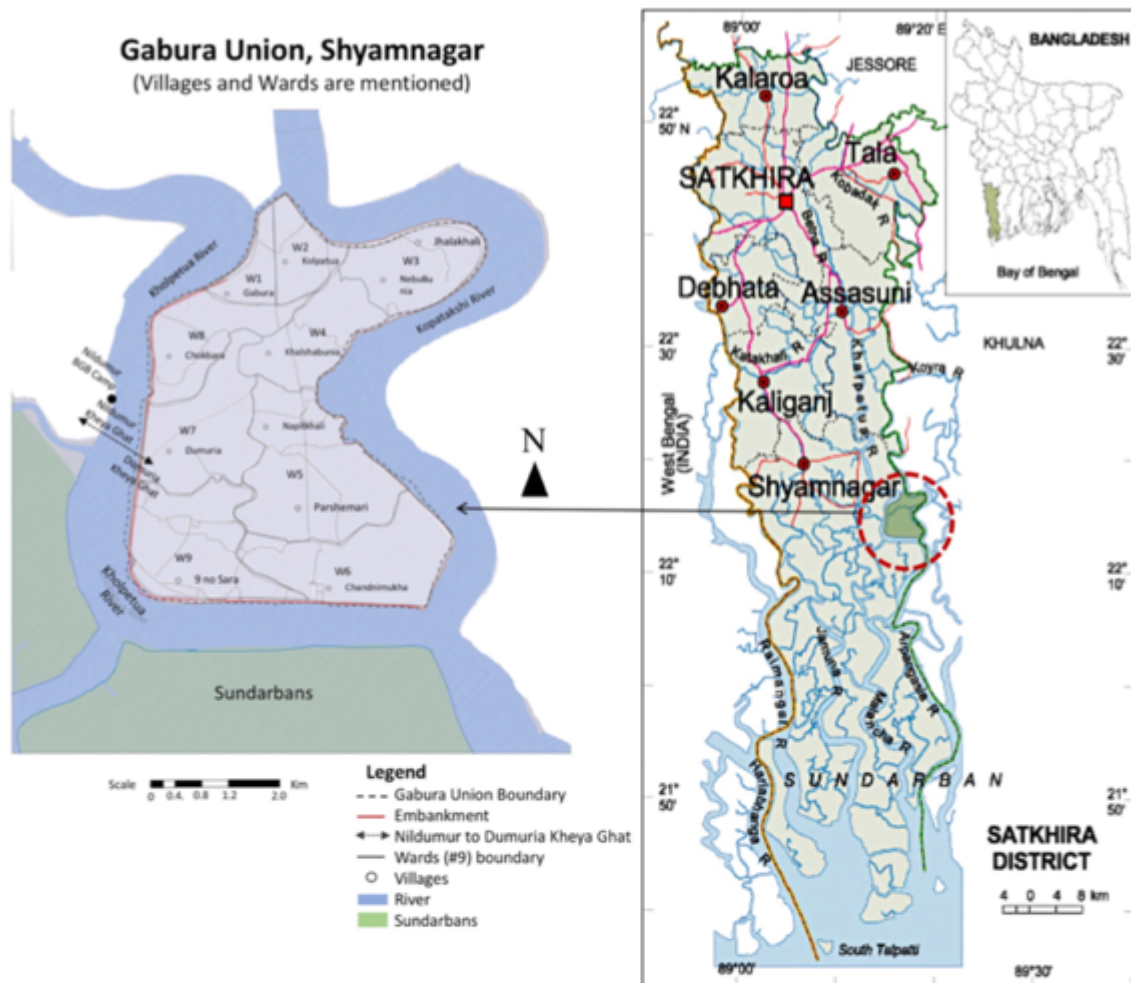 Gabura Union, Shyamnagar
(Villages and Wards are mentioned)
Kholpetua River
W2
Kolpatua
Jhalakhali
W3
W1
Gabura
Kopatakshi River
W8
Chokbara
W4
Khalshabunia
Nildumur
BGB Camp
Nildumur
Kheya Ghat
W7
Dumuria
Napitkhali
Dumuria
Kheya Ghat
W5
Parshemari
W9
9 no Sara
W6
Chandnimukha
Kholpetua
River
Sundarbans
Scale
0 0.4 0.8 1.2 2.0 Km
Legend
Gabura Union Boundary
Embankment
Nildumur to Dumuria Kheya Ghat
Wards (#9) boundary
Villages
River
Sundarbans
N
89°00'
89°20' E
JESSORE
Kalaroa
22°
50' N
Tala
SATKHIRA
Kobadak R
Betna R
Debhata
Assasuni
22°
30'
22°
30'
KHULNA
Kaliganj
Koyra R
West Bengal
(INDIA)
Shyamnagar
22°
10'
22°
10'
Raimangal R
Jamuna R
Malancha R
SUNDARBAN
21°
50'
21°
50'
Hariabhanga R
SATKHIRA
DISTRICT
4 0 4 8 km
South Talpatti
89°00'
89°30'
BANGLADESH
Bay of Bengal